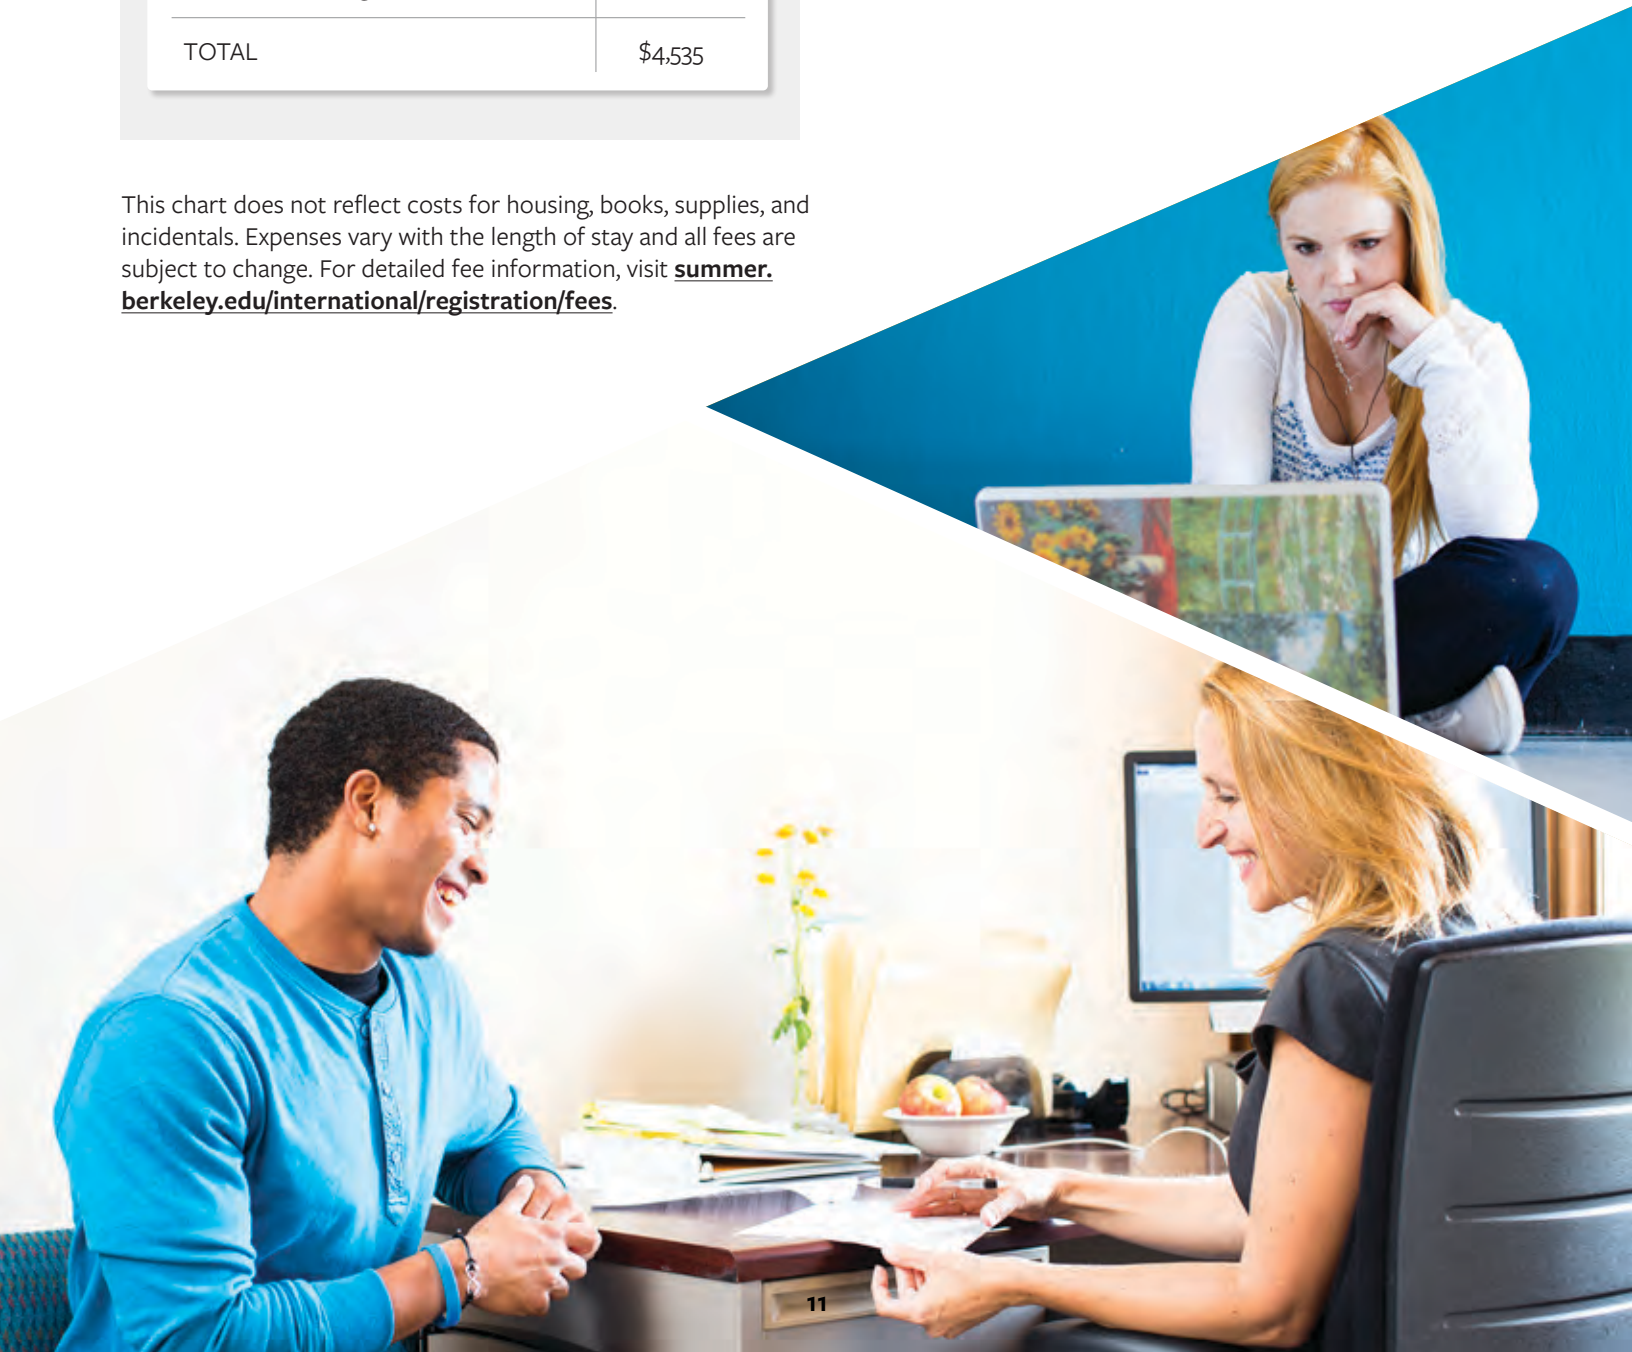 TOTAL $4,535
This chart does not reflect costs for housing, books, supplies, and
incidentals. Expenses vary with the length of stay and all fees are
subject to change. For detailed fee information, visit summer.
berkeley.edu/international/registration/fees.
11